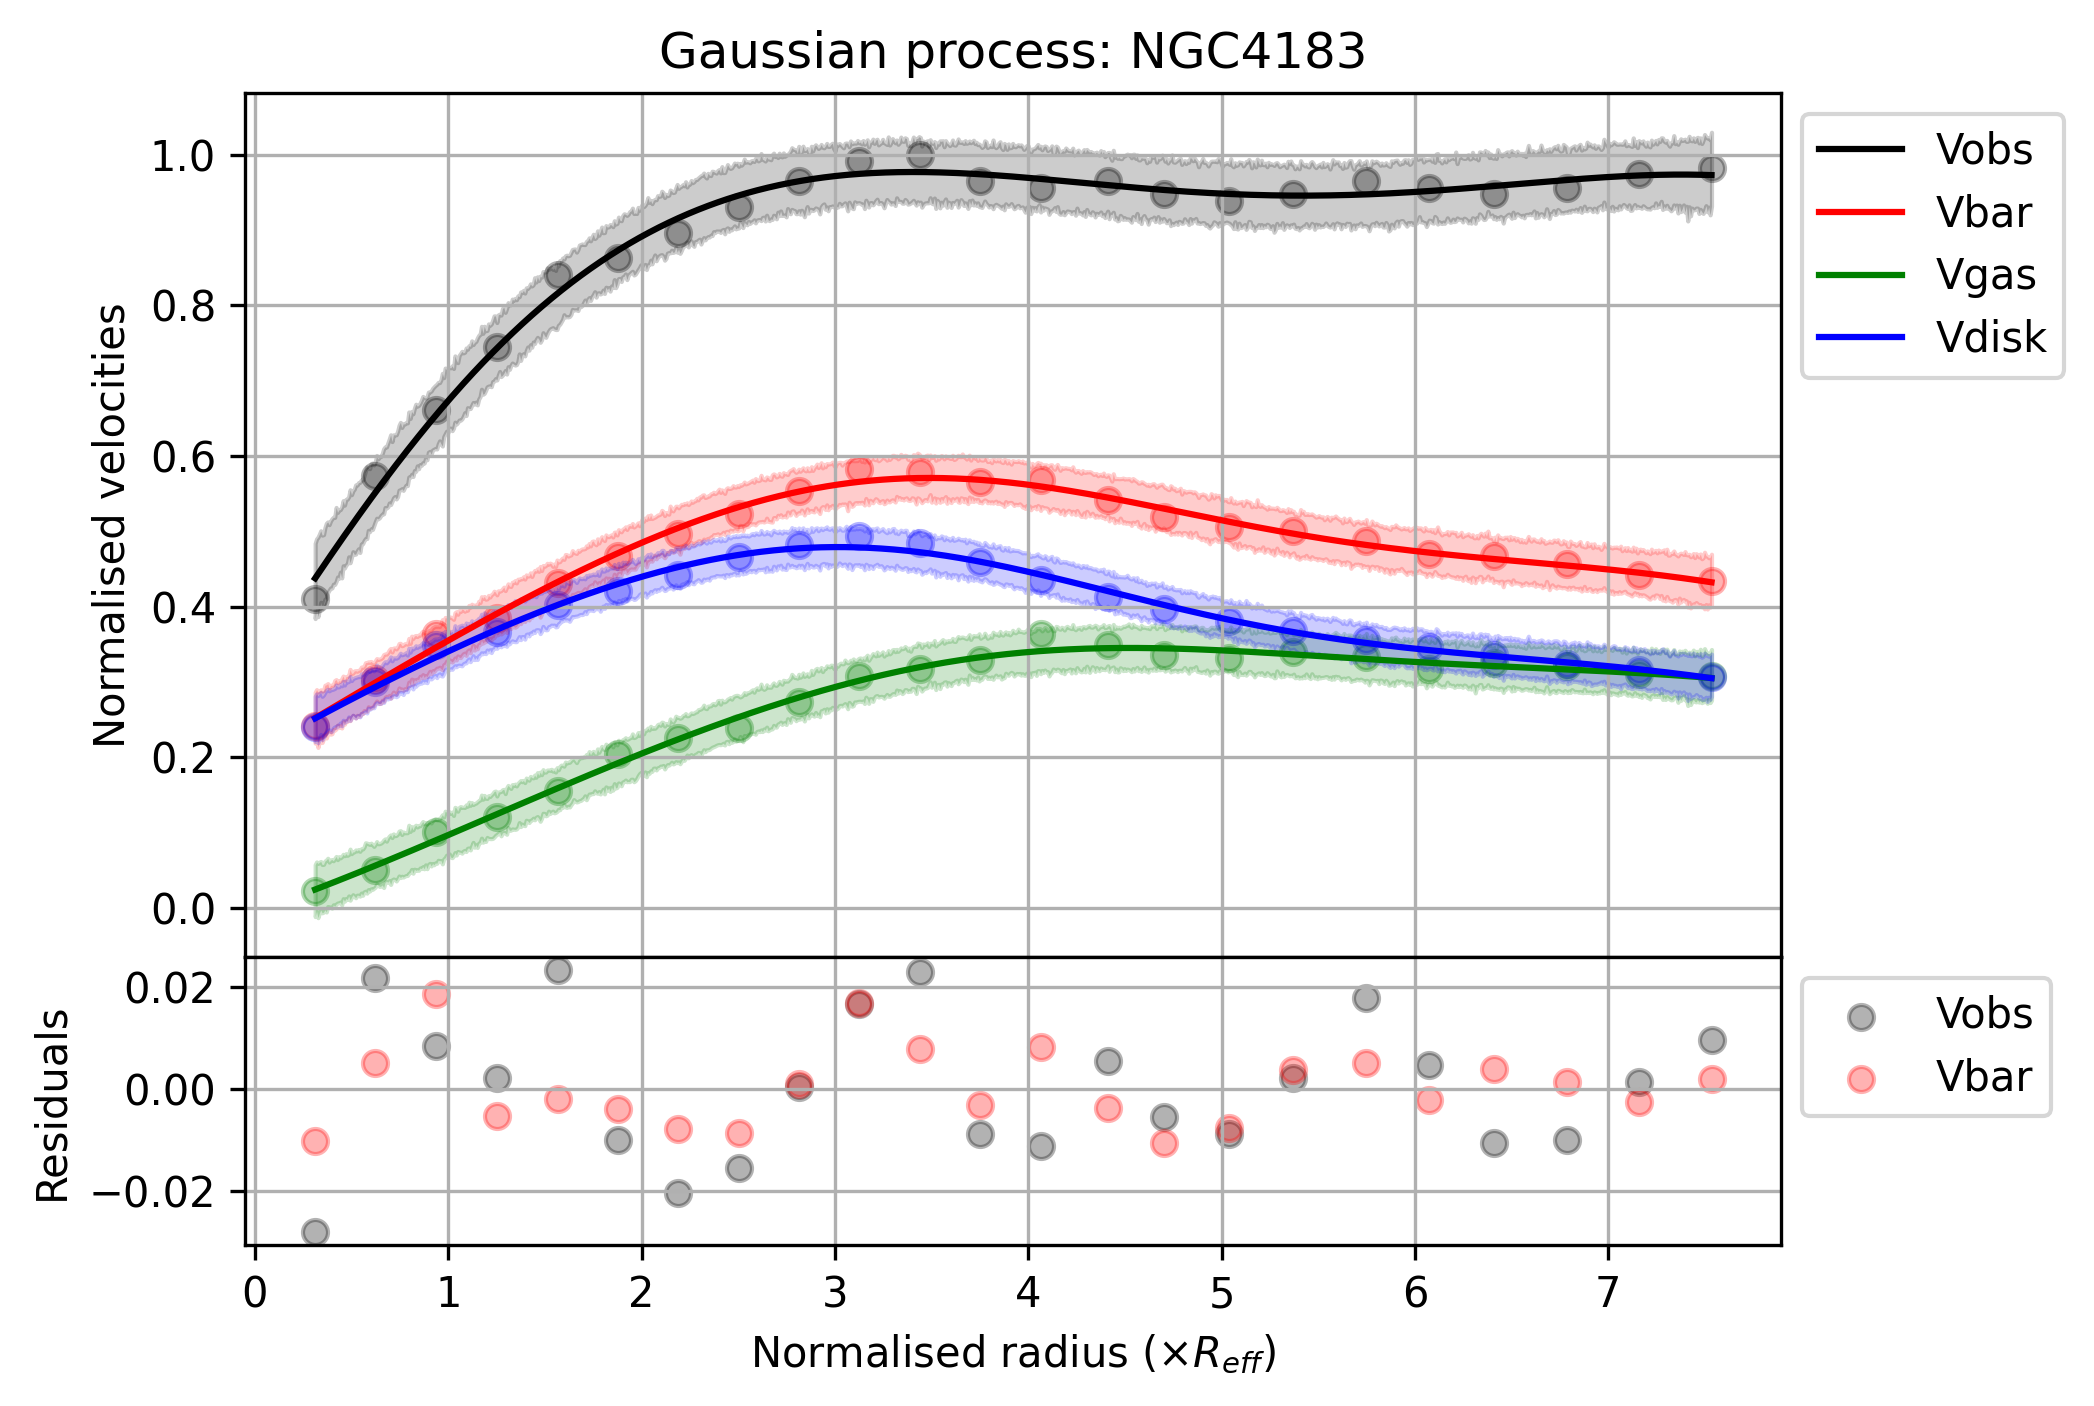 Gaussian process: NGC4183
Normalised velocities
1.0
0.8
0.6
0.4
0.2
0.0
Vobs
Vbar
Vgas
Vdisk
Residuals
0.02
0.00
−0.02
Vobs
Vbar
0 1 2 3 4 5 6 7
Normalised radius (×R_eff)